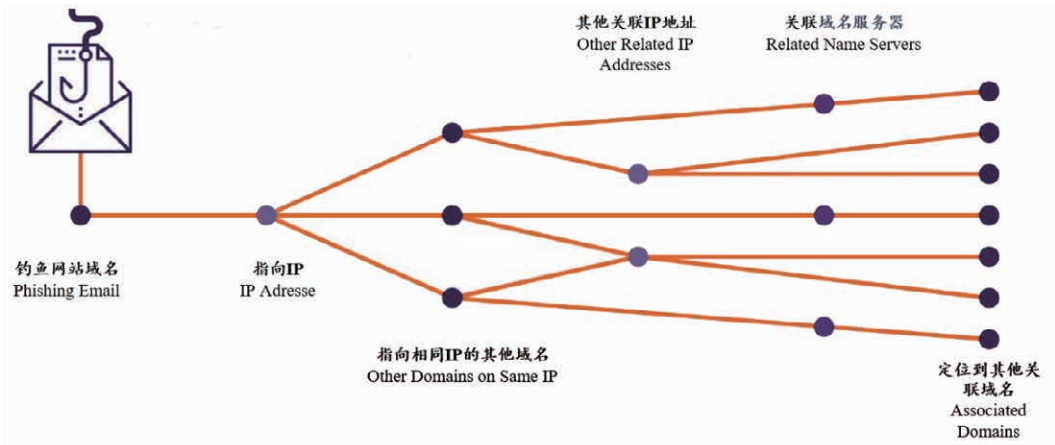 其他关联IP地址
Other Related IP
Addresses
关联域名服务器
Related Name Servers
钓鱼网站域名
Phishing Email
指向IP
IP Adresse
指向相同IP的其他域名
Other Domains on Same IP
定位到其他关
联域名
Associated
Domains